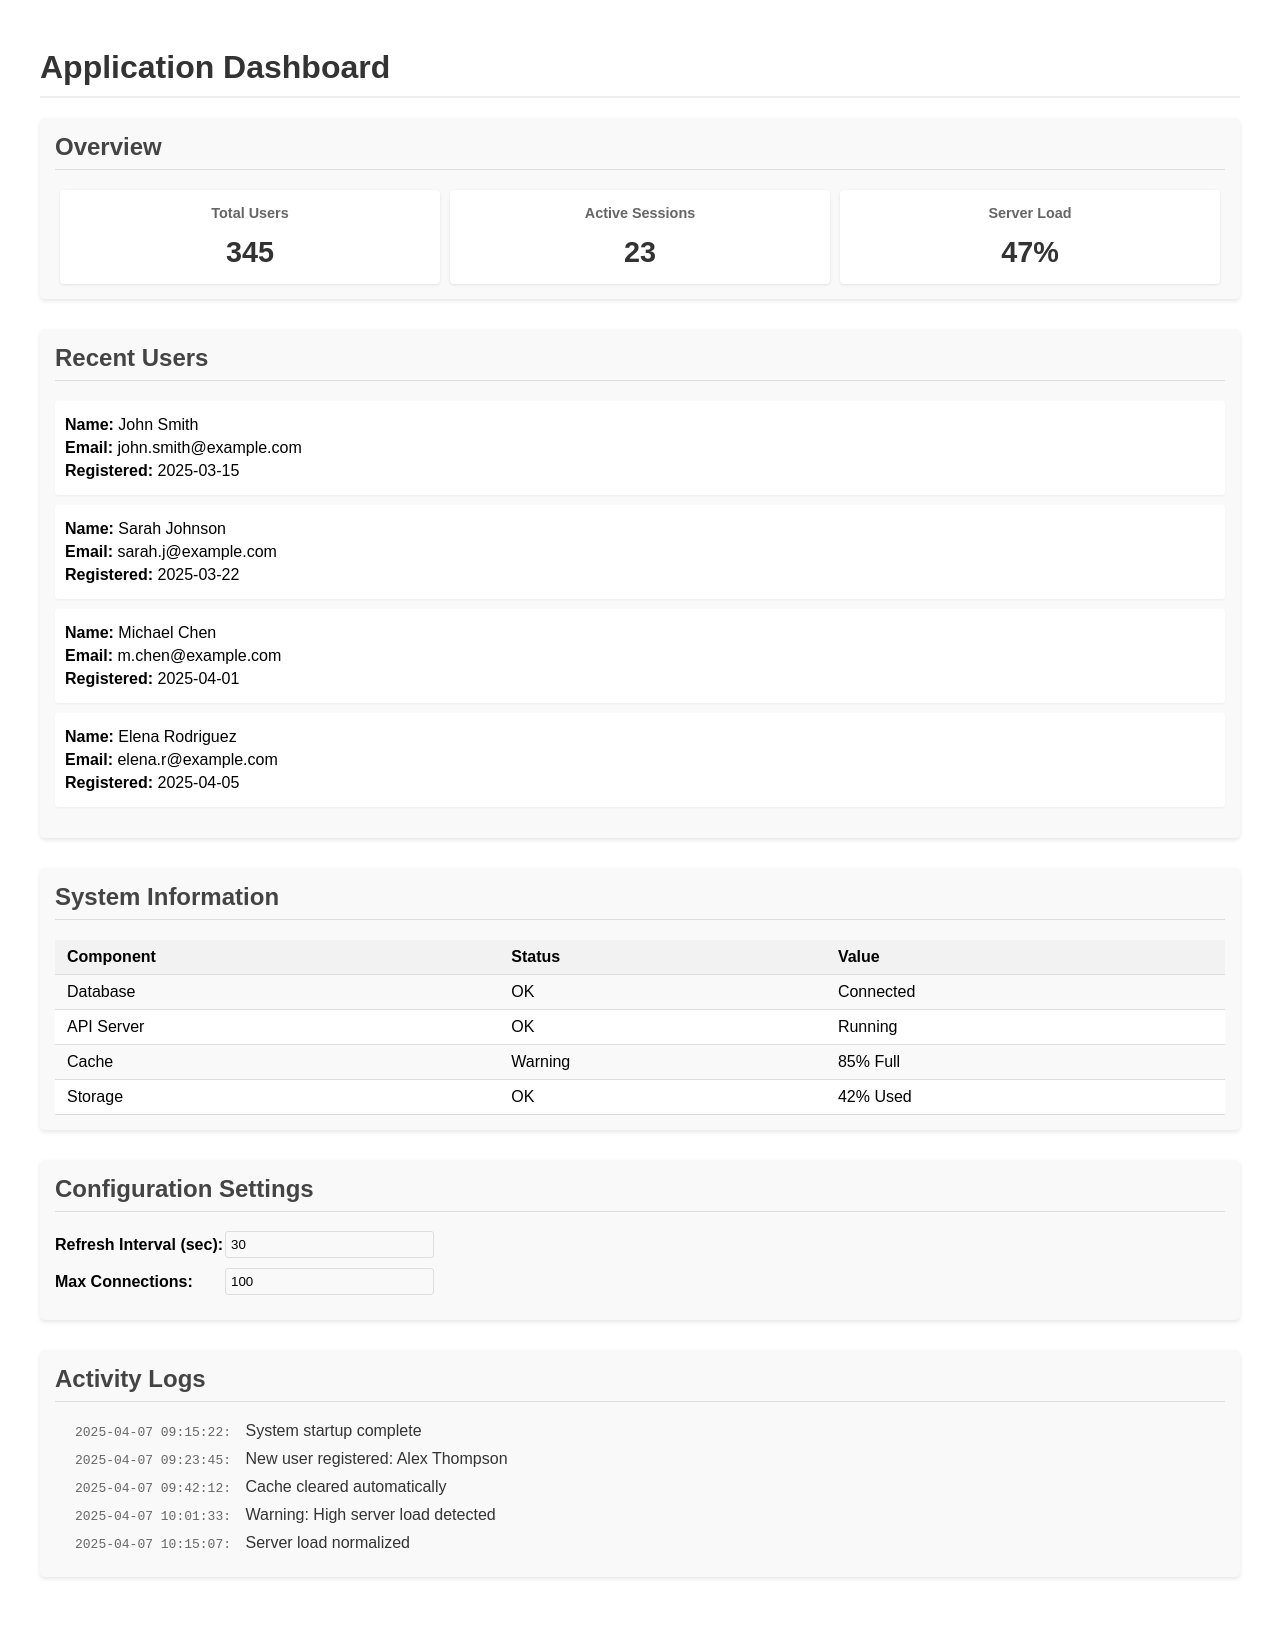 Application Dashboard
Overview
Total Users
345
Active Sessions
23
Server Load
47%
Recent Users
Name: John Smith
Email: john.smith@example.com
Registered: 2025-03-15
Name: Sarah Johnson
Email: sarah.j@example.com
Registered: 2025-03-22
Name: Michael Chen
Email: m.chen@example.com
Registered: 2025-04-01
Name: Elena Rodriguez
Email: elena.r@example.com
Registered: 2025-04-05
System Information
Component Status Value
Database OK Connected
API Server OK Running
Cache Warning 85% Full
Storage OK 42% Used
Configuration Settings
Refresh Interval (sec): 30
Max Connections: 100
Activity Logs
2025-04-07 09:15:22: System startup complete
2025-04-07 09:23:45: New user registered: Alex Thompson
2025-04-07 09:42:12: Cache cleared automatically
2025-04-07 10:01:33: Warning: High server load detected
2025-04-07 10:15:07: Server load normalized